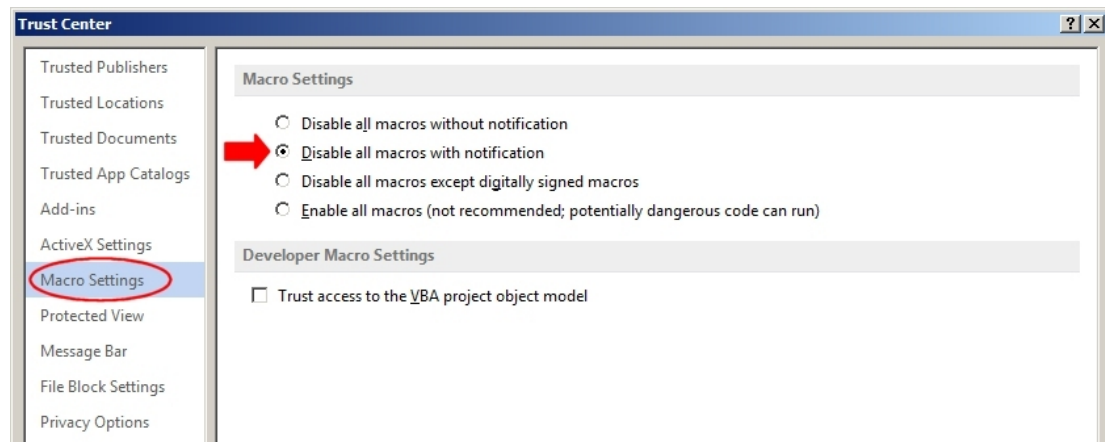 Trust Center
Trusted Publishers
Trusted Locations
Trusted Documents
Trusted App Catalogs
Add-ins
ActiveX Settings
Macro Settings
Protected View
Message Bar
File Block Settings
Privacy Options
Macro Settings
Disable all macros without notification
Disable all macros with notification
Disable all macros except digitally signed macros
Enable all macros (not recommended; potentially dangerous code can run)
Developer Macro Settings
Trust access to the VBA project object model